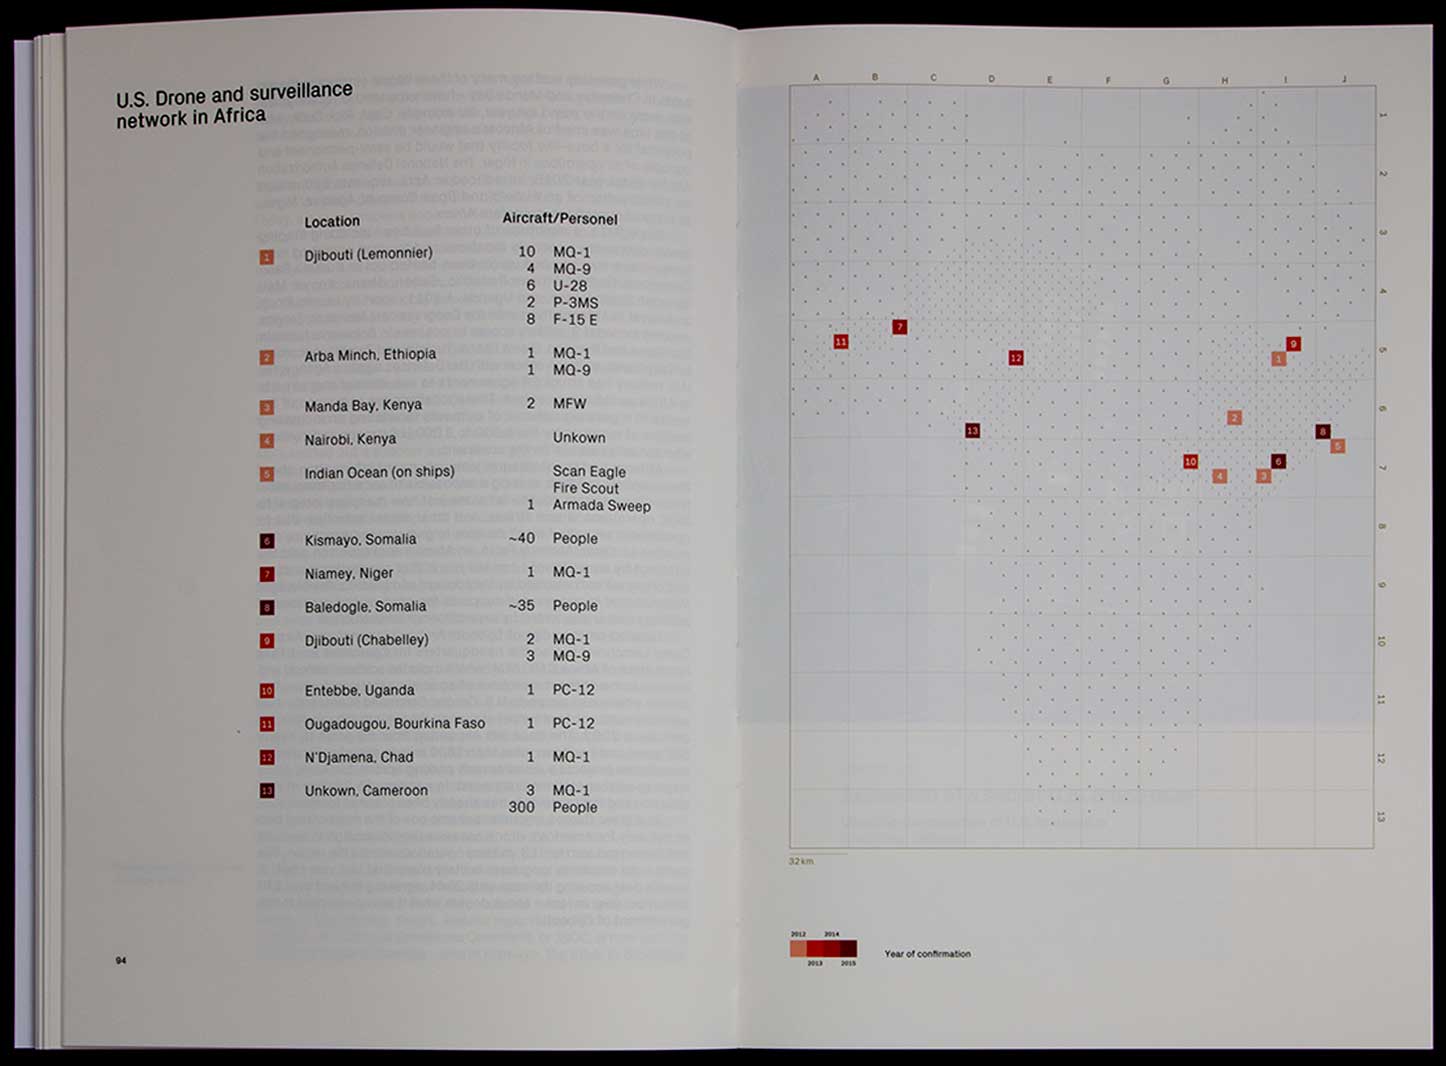 U.S. Drone and surveillance
network in Africa
Location Aircraft/Personel
1 Djibouti (Lemonnier) 10 MQ-1
4 MQ-9
6 U-28
2 P-3MS
8 F-15 E
2 Arba Minch, Ethiopia 1 MQ-1
1 MQ-9
3 Manda Bay, Kenya 2 MFW
4 Nairobi, Kenya Unkown
5 Indian Ocean (on ships) Scan Eagle
Fire Scout
1 Armada Sweep
6 Kismayo, Somalia ~40 People
7 Niamey, Niger 1 MQ-1
8 Baledogle, Somalia ~35 People
9 Djibouti (Chabelley) 2 MQ-1
3 MQ-9
10 Entebbe, Uganda 1 PC-12
11 Ougadougou, Bourkina Faso 1 PC-12
12 N'Djamena, Chad 1 MQ-1
13 Unkown, Cameroon 3 MQ-1
300 People
94
A B C D E F G H I J
1
2
3
4
5
6
7
8
9
10
11
12
13
7
11
9
12
1
2
13
8
5
10
6
4
3
32 km
2012 2014
Year of confirmation
2013 2015